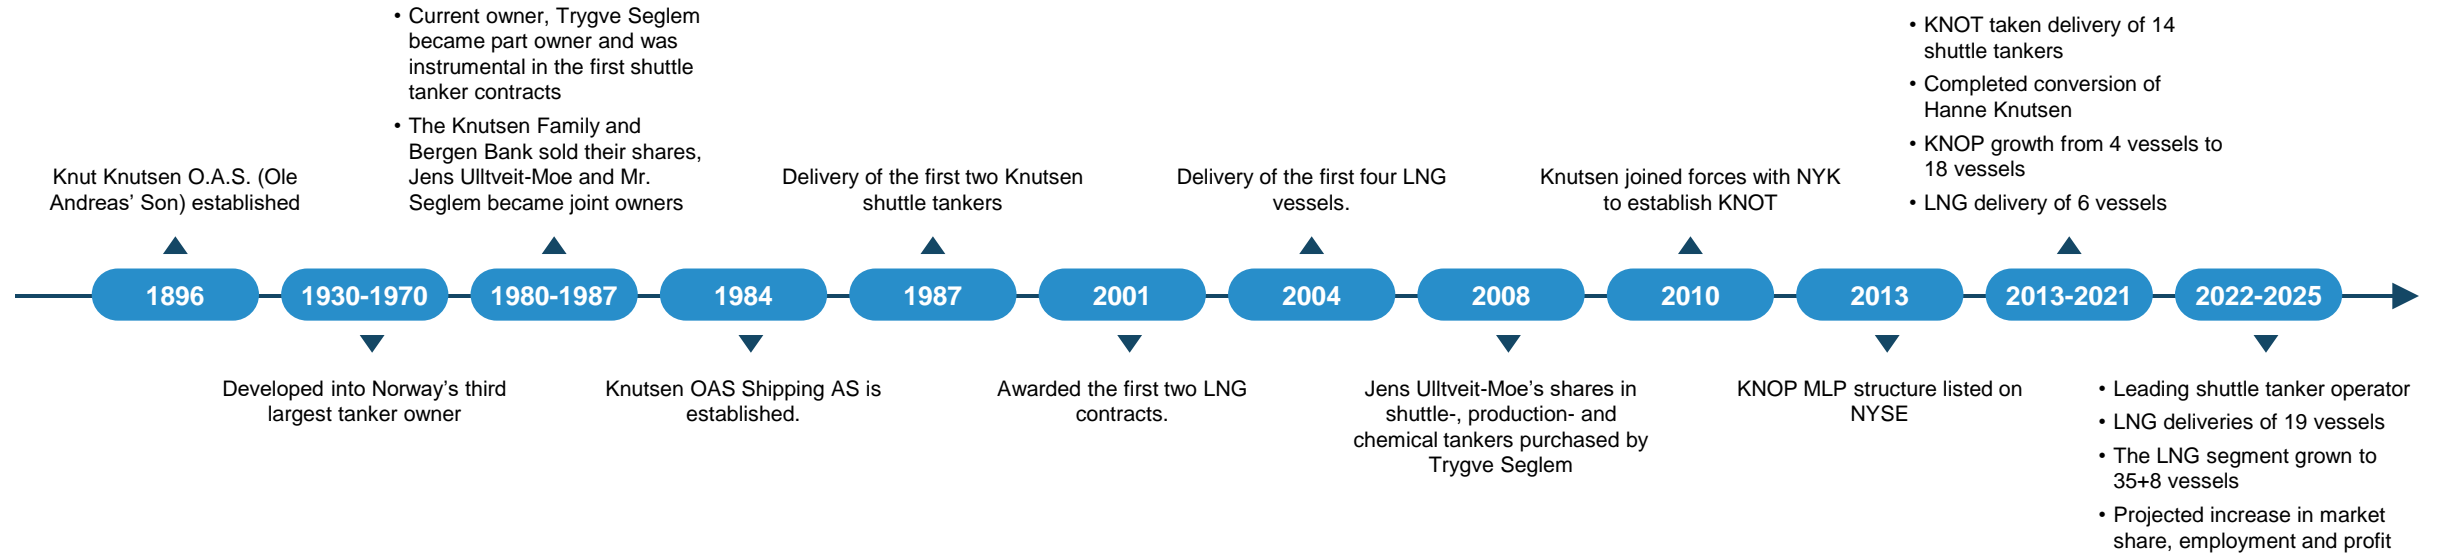 Knut Knutsen O.A.S. (Ole
Andreas’ Son) established
• Current owner, Trygve Seglem
became part owner and was
instrumental in the first shuttle
tanker contracts
• The Knutsen Family and
Bergen Bank sold their shares,
Jens Ulltveit-Moe and Mr.
Seglem became joint owners
Delivery of the first two Knutsen
shuttle tankers
Delivery of the first four LNG
vessels.
Knutsen joined forces with NYK
to establish KNOT
• KNOT taken delivery of 14
shuttle tankers
• Completed conversion of
Hanne Knutsen
• KNOP growth from 4 vessels to
18 vessels
• LNG delivery of 6 vessels
1896
1930-1970
1980-1987
1984
1987
2001
2004
2008
2010
2013
2013-2021
2022-2025
Developed into Norway’s third
largest tanker owner
Knutsen OAS Shipping AS is
established.
Awarded the first two LNG
contracts.
Jens Ulltveit-Moe’s shares in
shuttle-, production- and
chemical tankers purchased by
Trygve Seglem
KNOP MLP structure listed on
NYSE
• Leading shuttle tanker operator
• LNG deliveries of 19 vessels
• The LNG segment grown to
35+8 vessels
• Projected increase in market
share, employment and profit